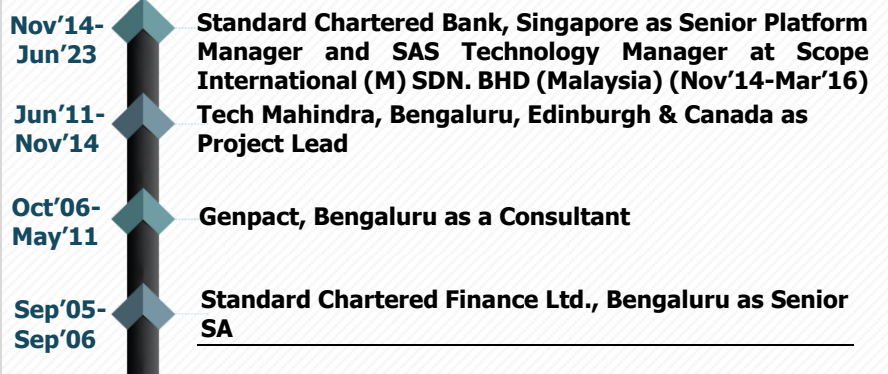 Nov’14-
Jun’23
Standard Chartered Bank, Singapore as Senior Platform
Manager and SAS Technology Manager at Scope
International (M) SDN. BHD (Malaysia) (Nov’14-Mar’16)
Jun’11-
Nov’14
Tech Mahindra, Bengaluru, Edinburgh & Canada as
Project Lead
Oct’06-
May’11
Genpact, Bengaluru as a Consultant
Sep’05-
Sep’06
Standard Chartered Finance Ltd., Bengaluru as Senior
SA